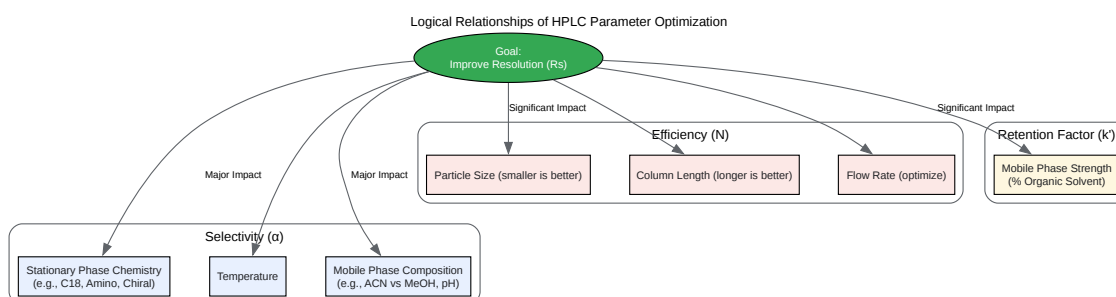 Logical Relationships of HPLC Parameter Optimization
Goal:
Improve Resolution (Rs)
Significant Impact
Significant Impact
Efficiency (N)
Retention Factor (k')
Particle Size (smaller is better)
Column Length (longer is better)
Flow Rate (optimize)
Mobile Phase Strength
(% Organic Solvent)
Major Impact
Major Impact
Selectivity (α)
Stationary Phase Chemistry
(e.g., C18, Amino, Chiral)
Temperature
Mobile Phase Composition
(e.g., ACN vs MeOH, pH)